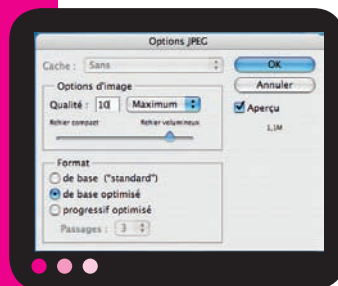 Options JPEG
Cache : Sans
OK
Options d'image
Annuler
Qualité : 10 Maximum
Aperçu
fichier compact fichier volumineux
1,1M
Format
de base ("standard")
de base optimisé
progressif optimisé
Passages : 3